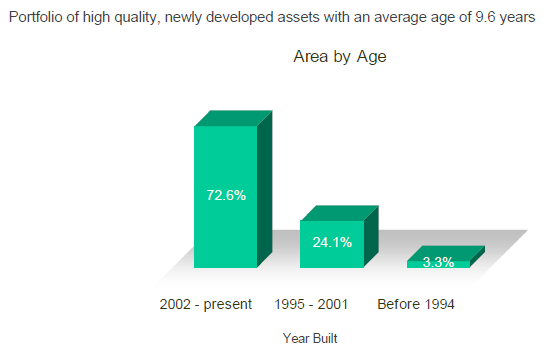 Portfolio of high quality, newly developed assets with an average age of 9.6 years
Area by Age
72.6%
24.1%
3.3%
2002 - present
1995 - 2001
Before 1994
Year Built